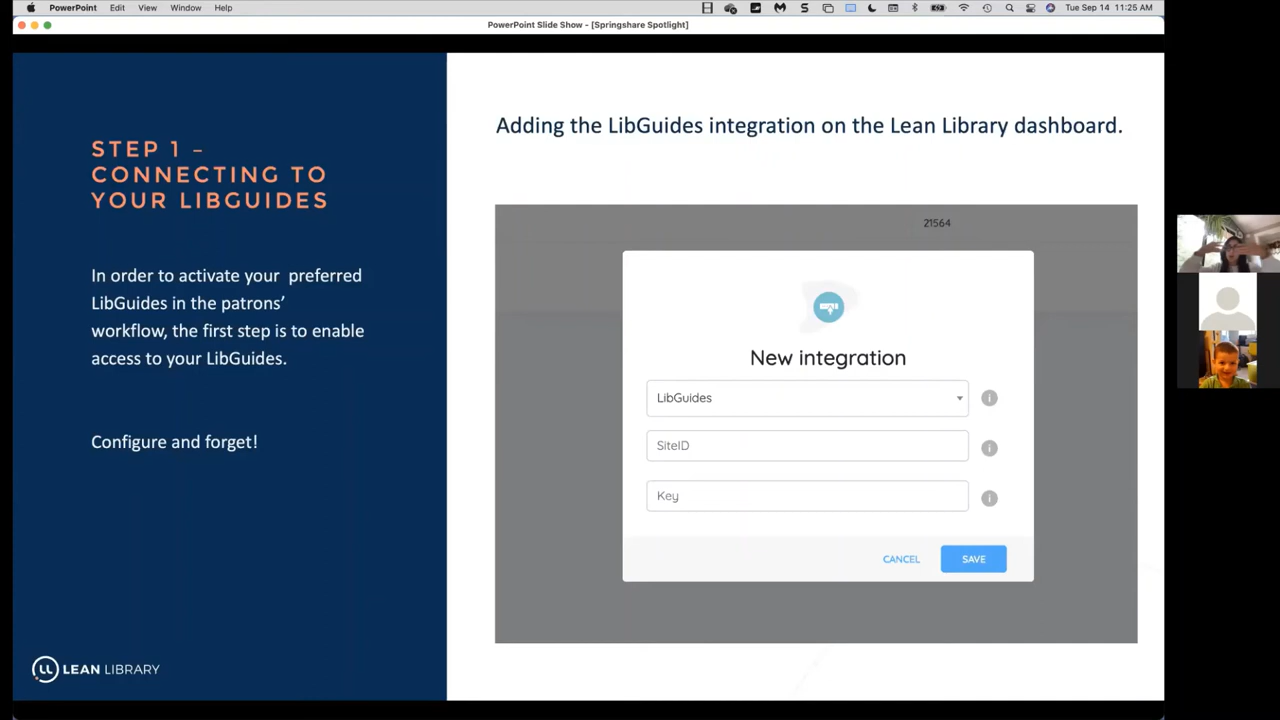 PowerPoint Edit View Window Help
Tue Sep 14 11:25 AM
PowerPoint Slide Show - [Springshare Spotlight]
STEP 1 –
CONNECTING TO
YOUR LIBGUIDES
In order to activate your preferred
LibGuides in the patrons’
workflow, the first step is to enable
access to your LibGuides.
Configure and forget!
LL LEAN LIBRARY
Adding the LibGuides integration on the Lean Library dashboard.
21564
New integration
LibGuides
SiteID
Key
CANCEL SAVE